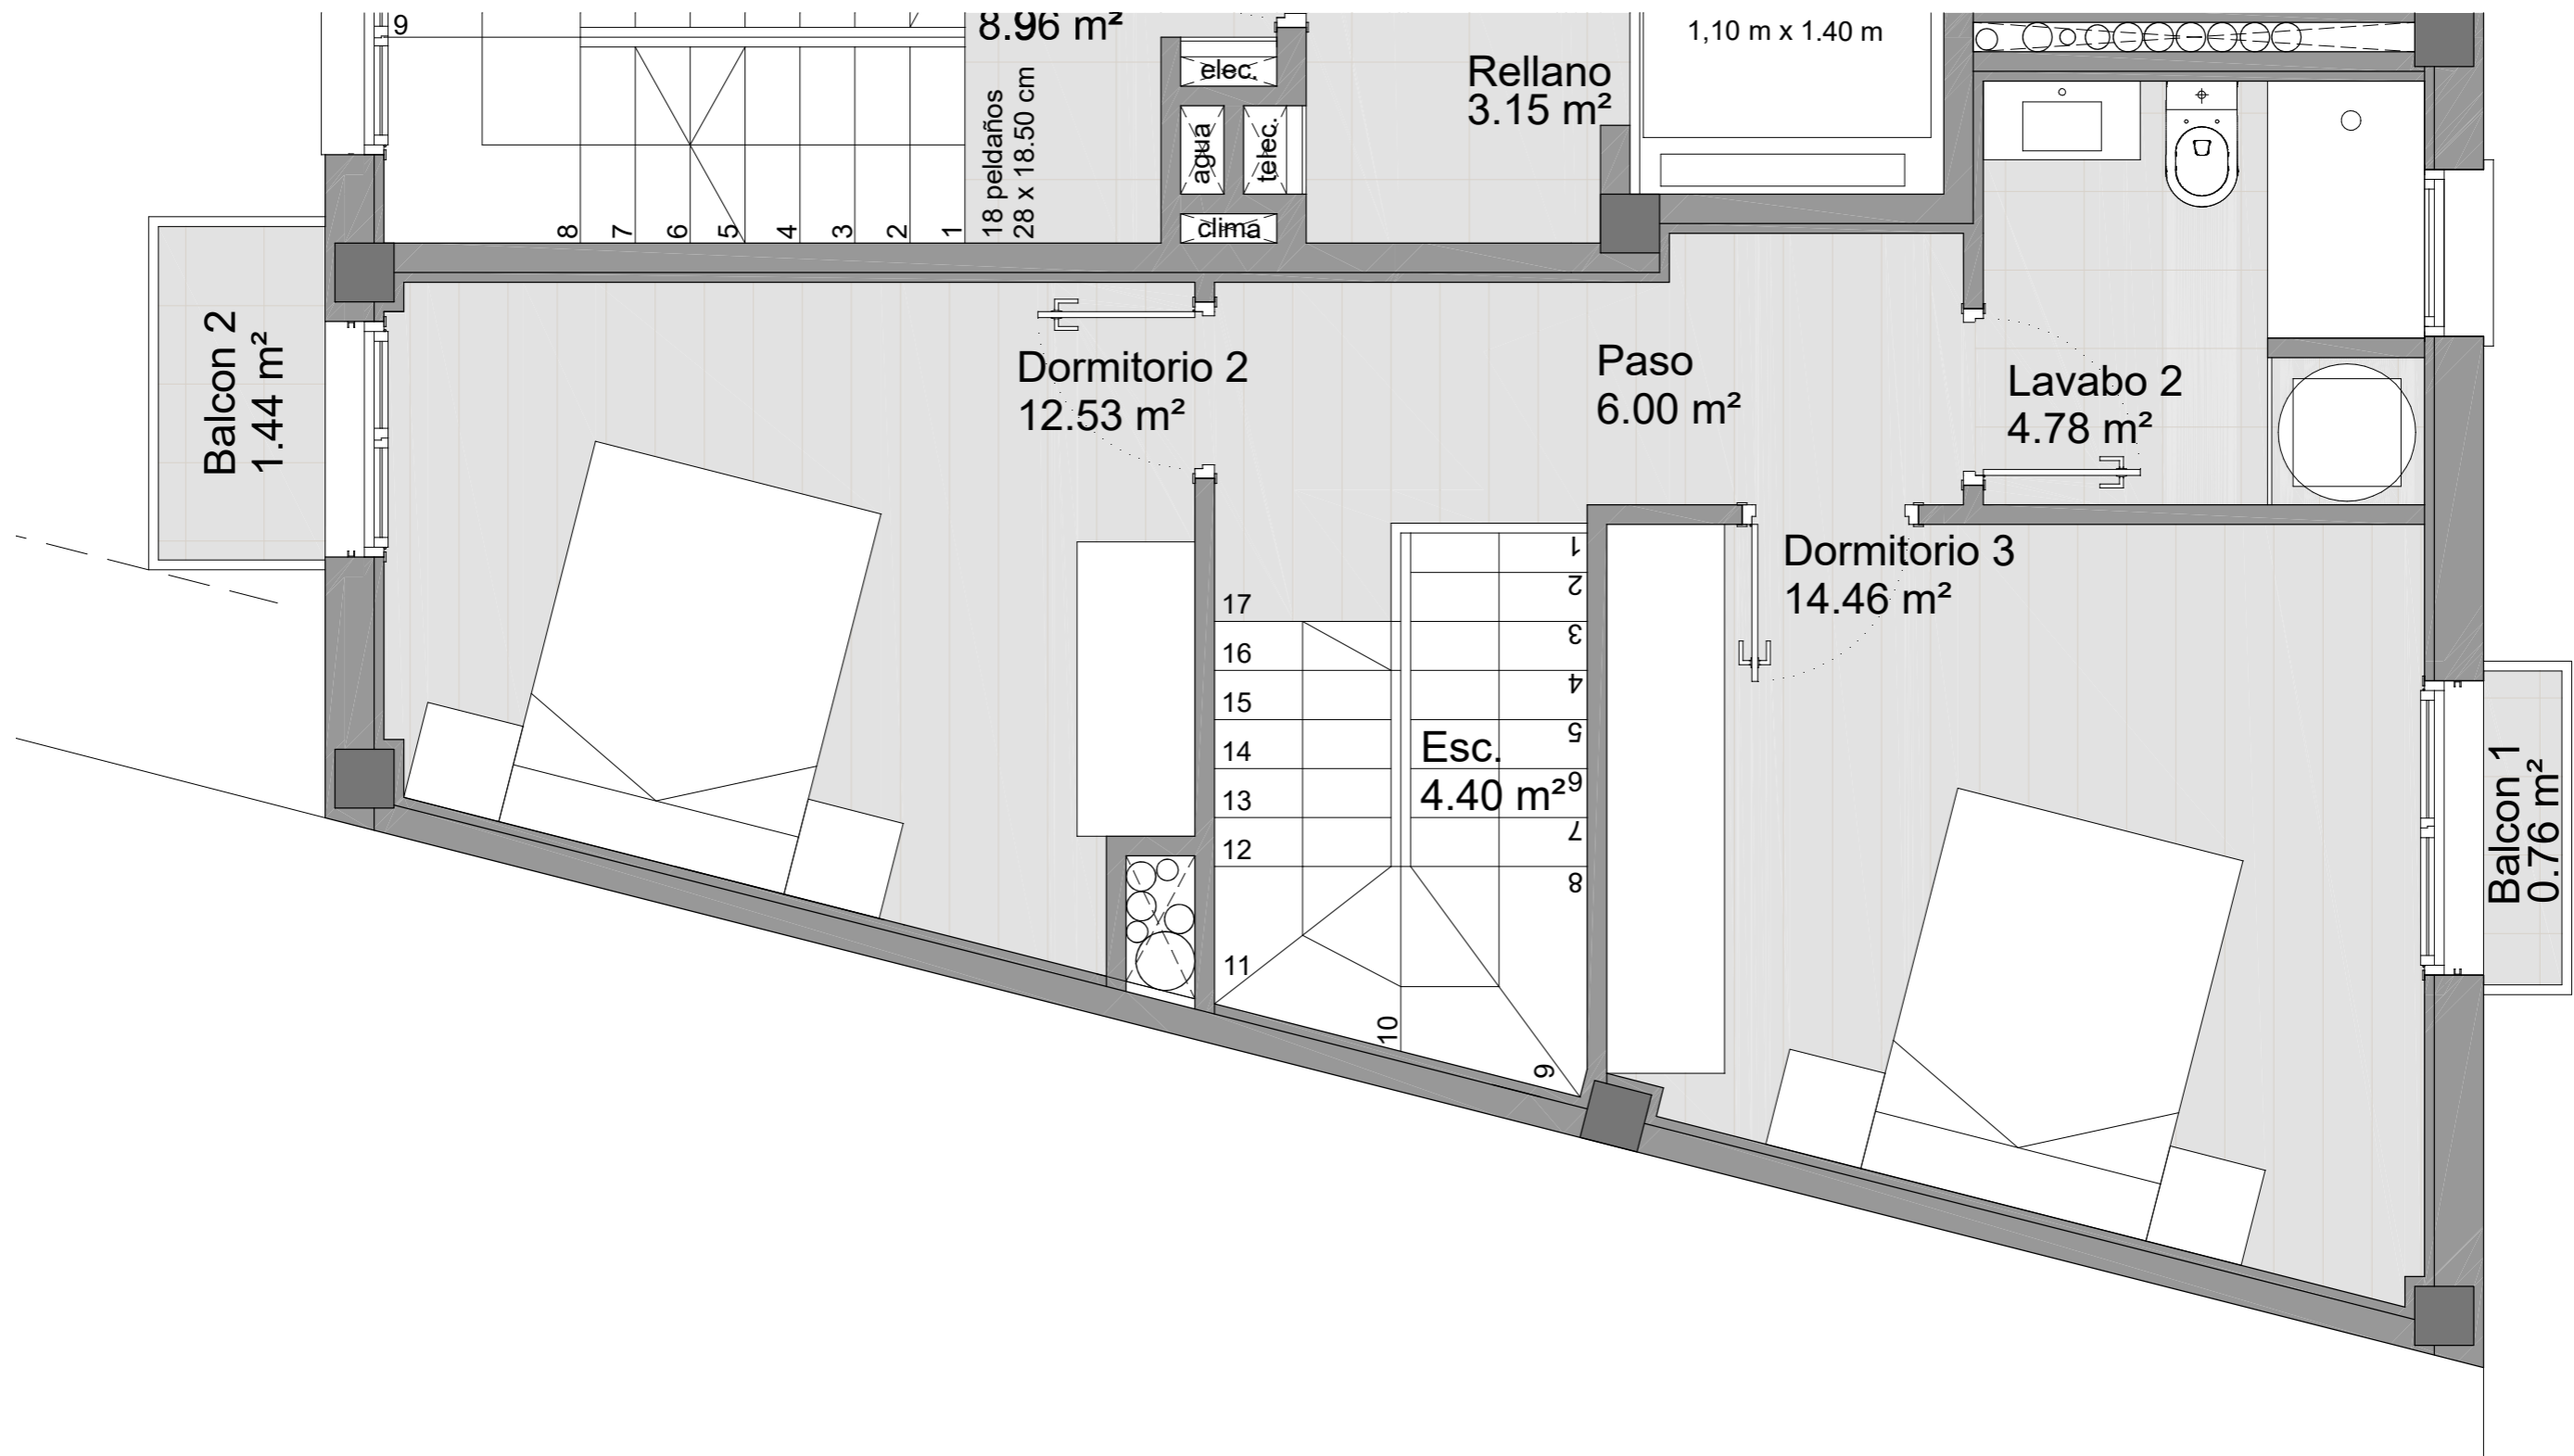 9
8.96 m²
18 peldaños
28 x 18.50 cm
elec.
agua
telec.
clima
Rellano
3.15 m²
1,10 m x 1.40 m
8
7
6
5
4
3
2
1
Balcon 2
1.44 m²
Dormitorio 2
12.53 m²
Paso
6.00 m²
Lavabo 2
4.78 m²
Dormitorio 3
14.46 m²
1
2
3
4
5
6
7
8
9
10
11
12
13
14
15
16
17
Esc.
4.40 m²
Balcon 1
0.76 m²